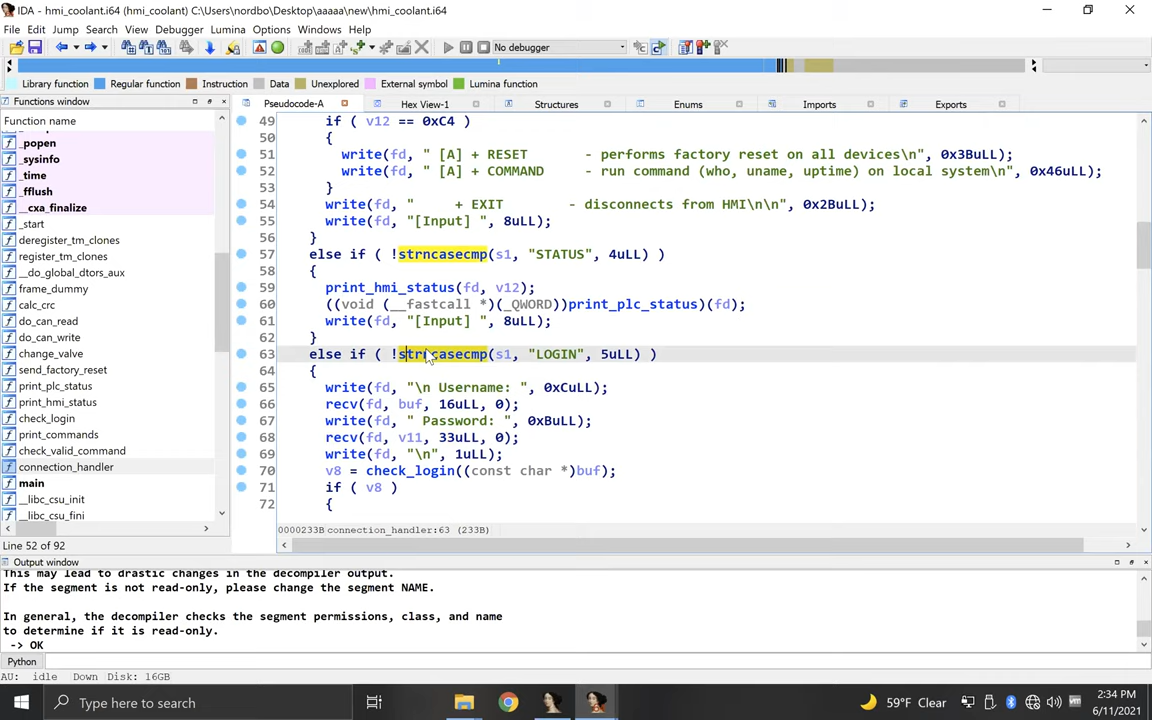 IDA - hmi_coolant.i64 (hmi_coolant) C:\Users\nordbo\Desktop\aaaaa\new\hmi_coolant.i64
File Edit Jump Search View Debugger Lumina Options Windows Help
No debugger
Library function Regular function Instruction Data Unexplored External symbol Lumina function
Functions window
Function name
_popen
_sysinfo
_time
_fflush
__cxa_finalize
_start
deregister_tm_clones
register_tm_clones
__do_global_dtors_aux
frame_dummy
calc_crc
do_can_read
do_can_write
change_valve
send_factory_reset
print_plc_status
print_hmi_status
check_login
print_commands
check_valid_command
connection_handler
main
__libc_csu_init
__libc_csu_fini
Line 52 of 92
Pseudocode-A Hex View-1 Structures Enums Imports Exports
49 if ( v12 == 0xC4 )
50 {
51 write(fd, " [A] + RESET - performs factory reset on all devices\n", 0x3BuLL);
52 write(fd, " [A] + COMMAND - run command (who, uname, uptime) on local system\n", 0x46uLL);
53 }
54 write(fd, " + EXIT - disconnects from HMI\n\n", 0x2BuLL);
55 write(fd, "[Input] ", 8uLL);
56 }
57 else if ( !strncasecmp(s1, "STATUS", 4uLL) )
58 {
59 print_hmi_status(fd, v12);
60 ((void (__fastcall *)(_QWORD))print_plc_status)(fd);
61 write(fd, "[Input] ", 8uLL);
62 }
63 else if ( !strncasecmp(s1, "LOGIN", 5uLL) )
64 {
65 write(fd, "\n Username: ", 0xCuLL);
66 recv(fd, buf, 16uLL, 0);
67 write(fd, " Password: ", 0xBuLL);
68 recv(fd, v11, 33uLL, 0);
69 write(fd, "\n", 1uLL);
70 v8 = check_login((const char *)buf);
71 if ( v8 )
72 {
0000233B connection_handler:63 (233B)
Output window
This may lead to drastic changes in the decompiler output.
If the segment is not read-only, please change the segment NAME.
In general, the decompiler checks the segment permissions, class, and name
to determine if it is read-only.
-> OK
Python
AU: idle Down Disk: 16GB
Type here to search
59°F Clear
2:34 PM
6/11/2021